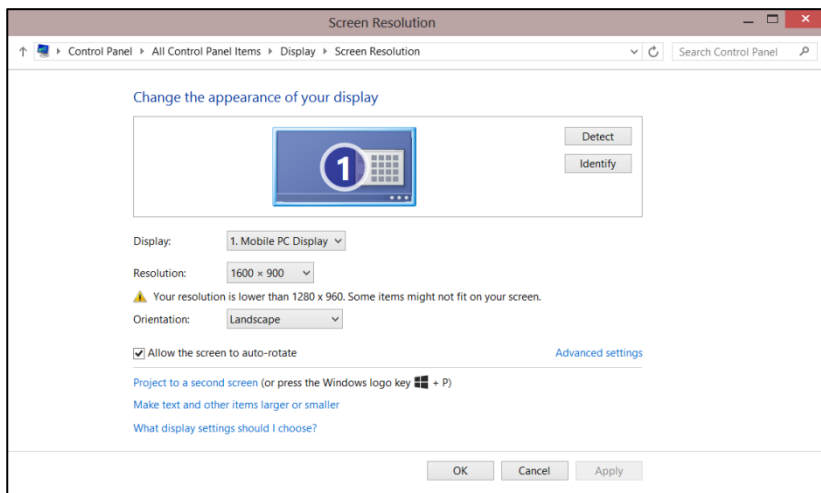 Screen Resolution
Control Panel All Control Panel Items Display Screen Resolution Search Control Panel
Change the appearance of your display
1
Detect
Identify
Display: 1. Mobile PC Display
Resolution: 1600 × 900
Your resolution is lower than 1280 x 960. Some items might not fit on your screen.
Orientation: Landscape
Allow the screen to auto-rotate Advanced settings
Project to a second screen (or press the Windows logo key + P)
Make text and other items larger or smaller
What display settings should I choose?
OK Cancel Apply